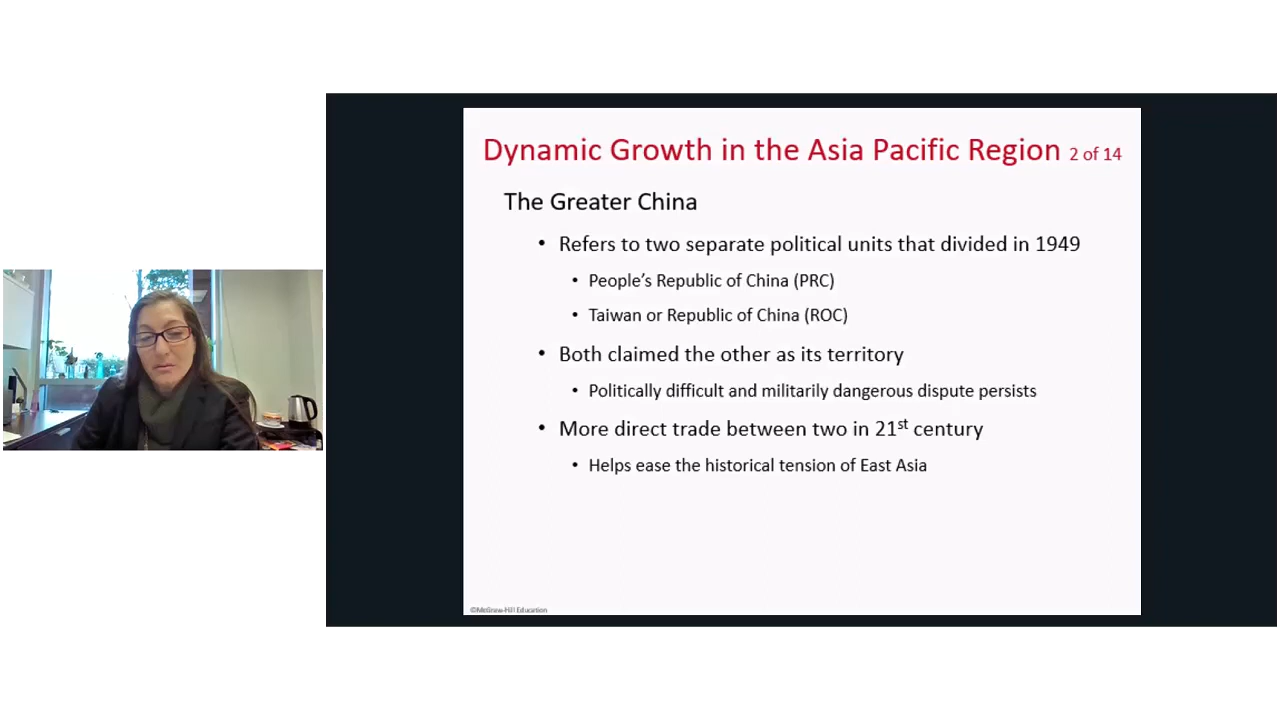 Dynamic Growth in the Asia Pacific Region 2 of 14
The Greater China
• Refers to two separate political units that divided in 1949
• People’s Republic of China (PRC)
• Taiwan or Republic of China (ROC)
• Both claimed the other as its territory
• Politically difficult and militarily dangerous dispute persists
• More direct trade between two in 21st century
• Helps ease the historical tension of East Asia
©McGraw-Hill Education